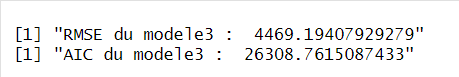 [1] "RMSE du modele3 :  4469.19407929279"
[1] "AIC du modele3 :  26308.7615087433"